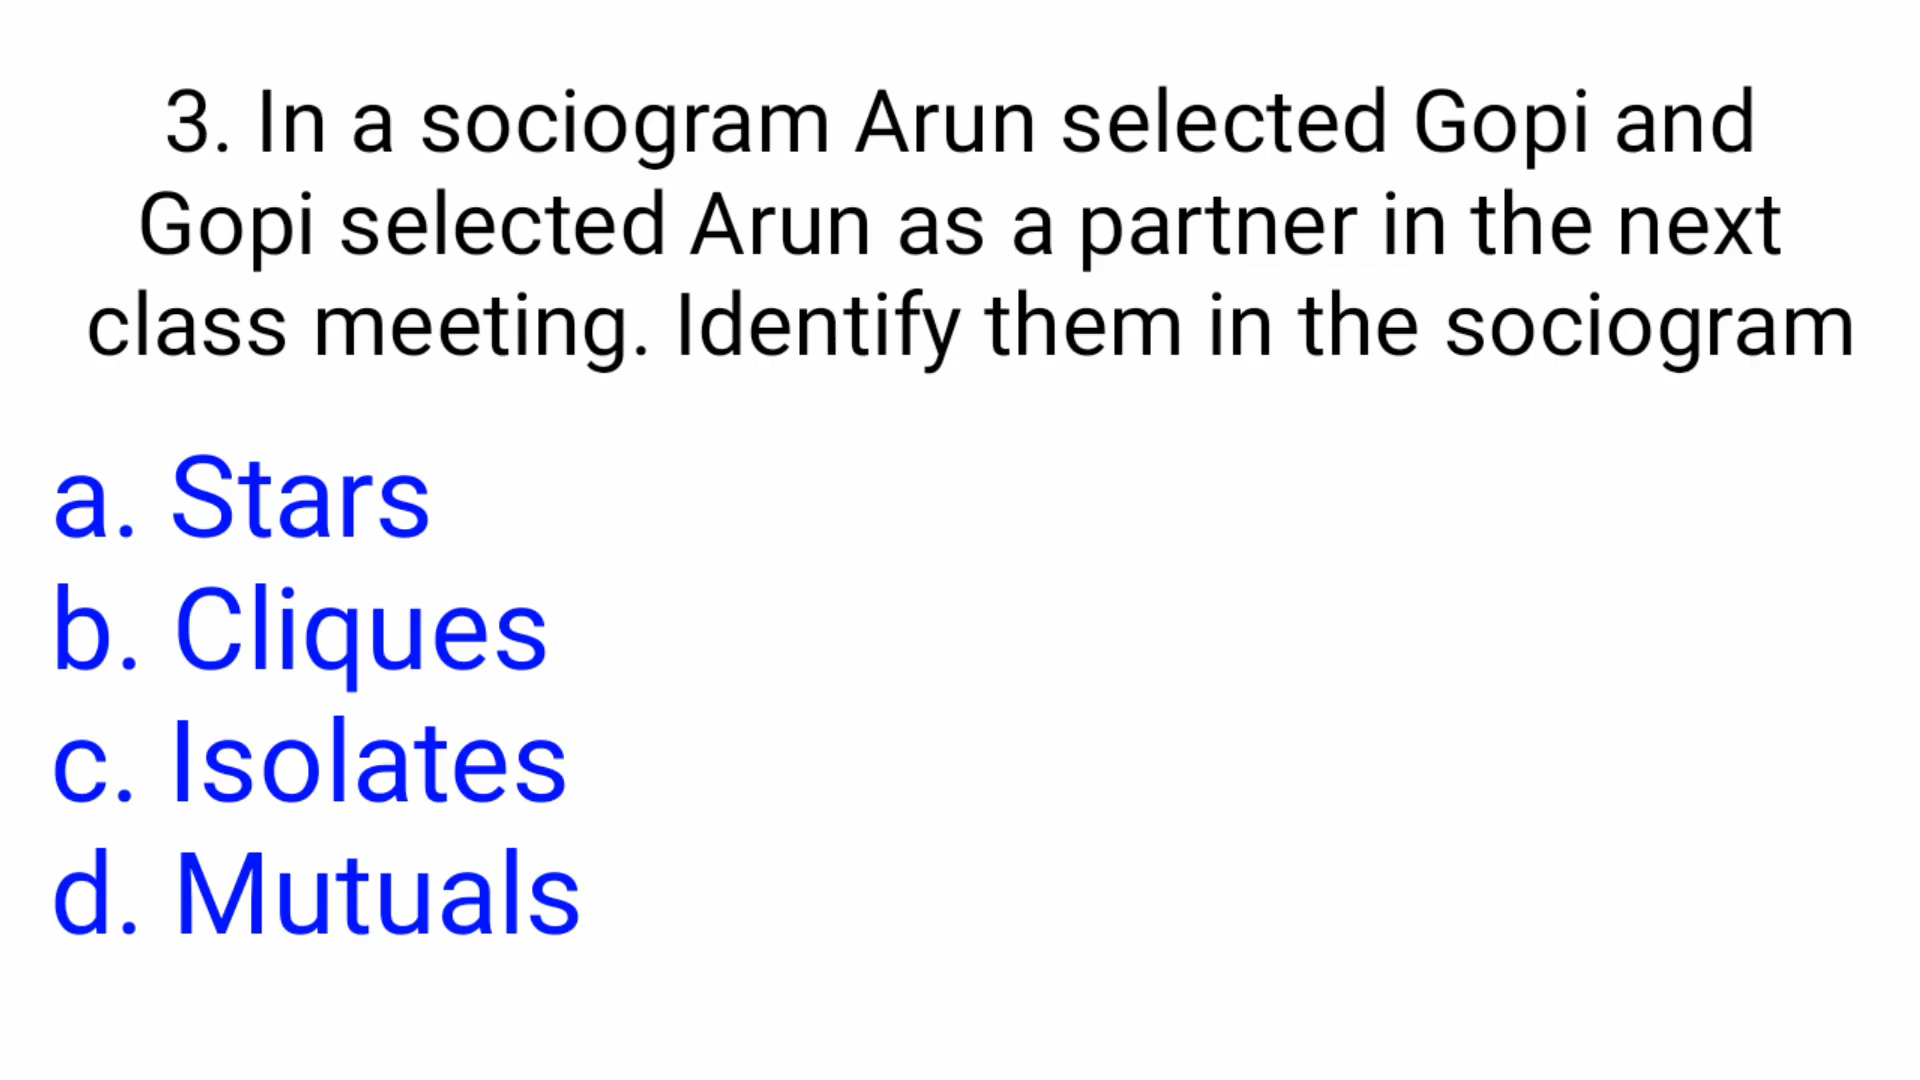 3. In a sociogram Arun selected Gopi and
Gopi selected Arun as a partner in the next
class meeting. Identify them in the sociogram
a. Stars
b. Cliques
c. Isolates
d. Mutuals